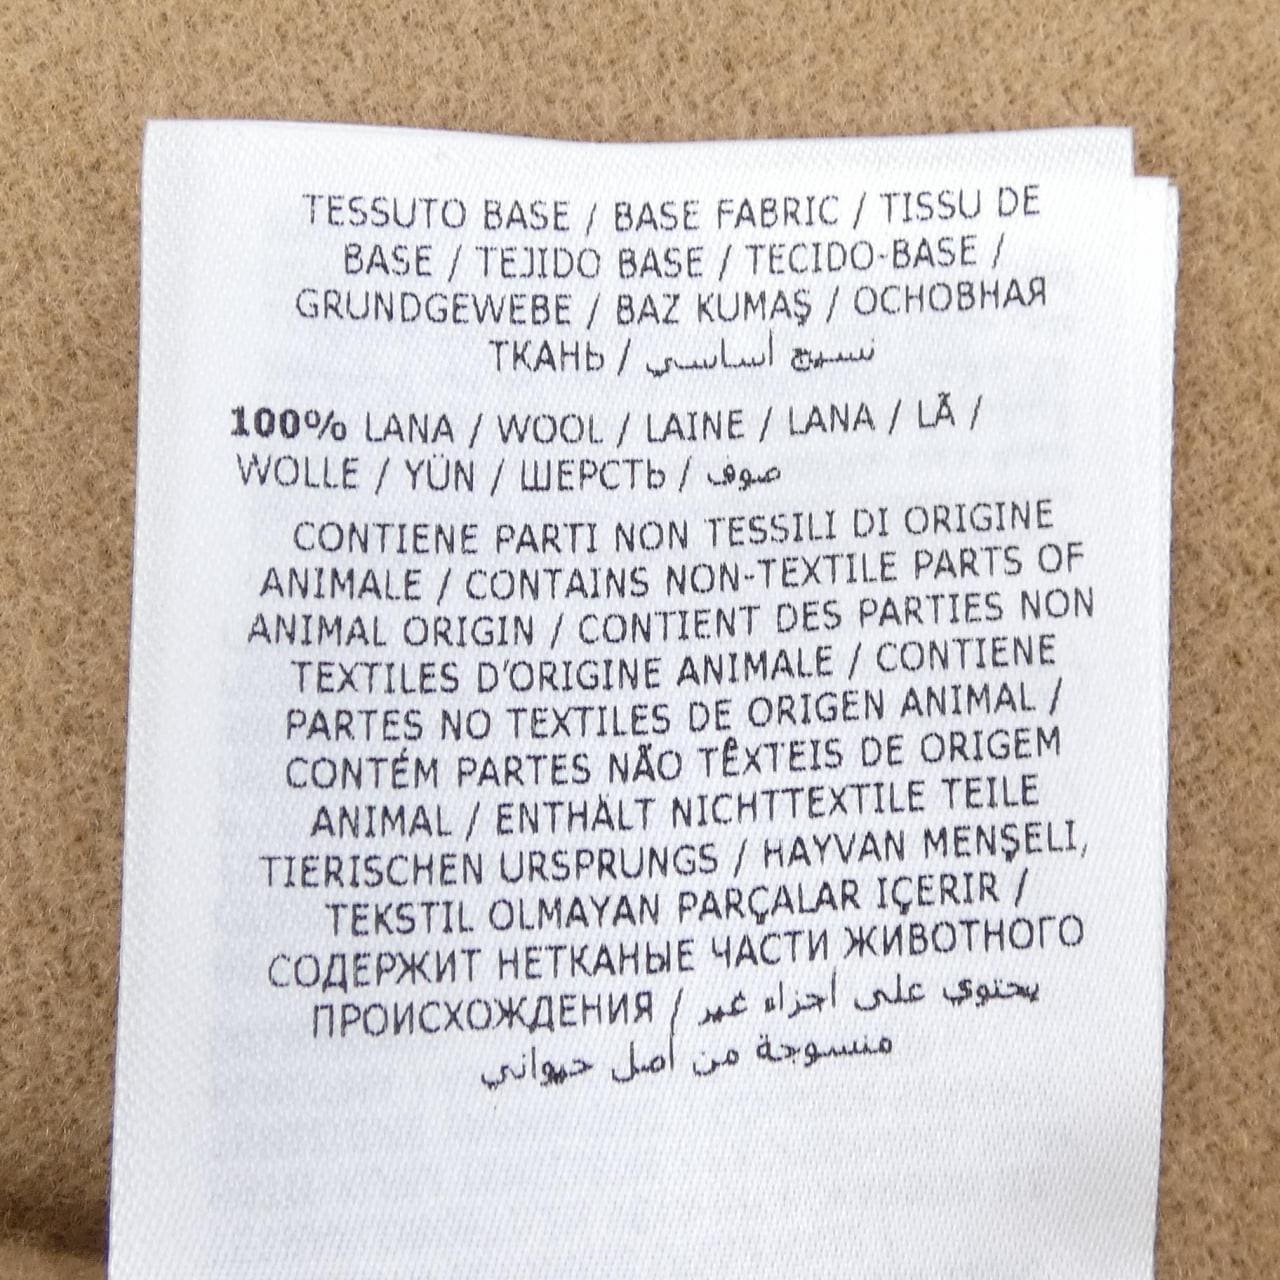 TESSUTO BASE / BASE FABRIC / TISSU DE
BASE / TEJIDO BASE / TECIDO-BASE /
GRUNDGEWEBE / BAZ KUMAŞ / ОСНОВНАЯ
ТКАНЬ / نسيج أساسي
100% LANA / WOOL / LAINE / LANA / LÃ /
WOLLE / YÜN / ШЕРСТЬ / صوف
CONTIENE PARTI NON TESSILI DI ORIGINE
ANIMALE / CONTAINS NON-TEXTILE PARTS OF
ANIMAL ORIGIN / CONTIENT DES PARTIES NON
TEXTILES D'ORIGINE ANIMALE / CONTIENE
PARTES NO TEXTILES DE ORIGEN ANIMAL /
CONTÉM PARTES NÃO TÊXTEIS DE ORIGEM
ANIMAL / ENTHÄLT NICHTTEXTILE TEILE
TIERISCHEN URSPRUNGS / HAYVAN MENŞELI,
TEKSTIL OLMAYAN PARÇALAR IÇERIR /
СОДЕРЖИТ НЕТКАНЫЕ ЧАСТИ ЖИВОТНОГО
ПРОИСХОЖДЕНИЯ / يحتوي على أجزاء غير
منسوجة من أصل حيواني